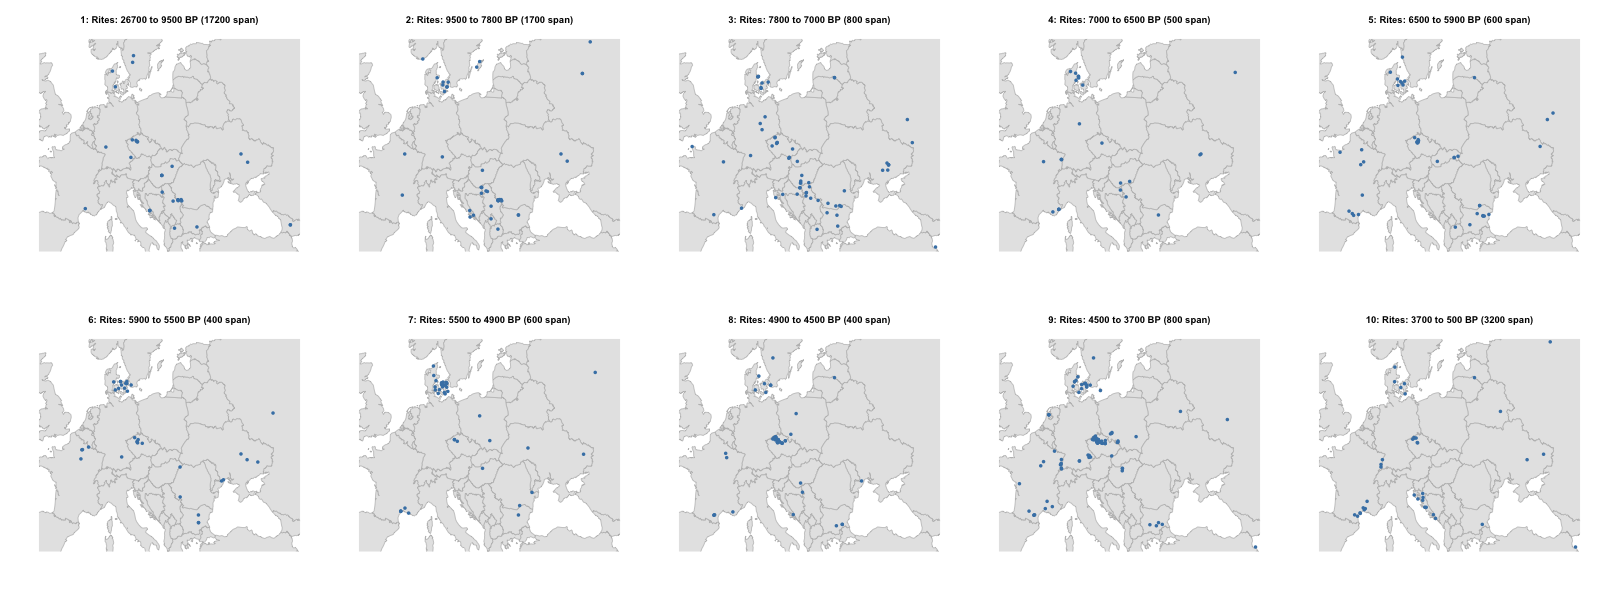 1: Rites: 26700 to 9500 BP (17200 span)
2: Rites: 9500 to 7800 BP (1700 span)
3: Rites: 7800 to 7000 BP (800 span)
4: Rites: 7000 to 6500 BP (500 span)
5: Rites: 6500 to 5900 BP (600 span)
6: Rites: 5900 to 5500 BP (400 span)
7: Rites: 5500 to 4900 BP (600 span)
8: Rites: 4900 to 4500 BP (400 span)
9: Rites: 4500 to 3700 BP (800 span)
10: Rites: 3700 to 500 BP (3200 span)